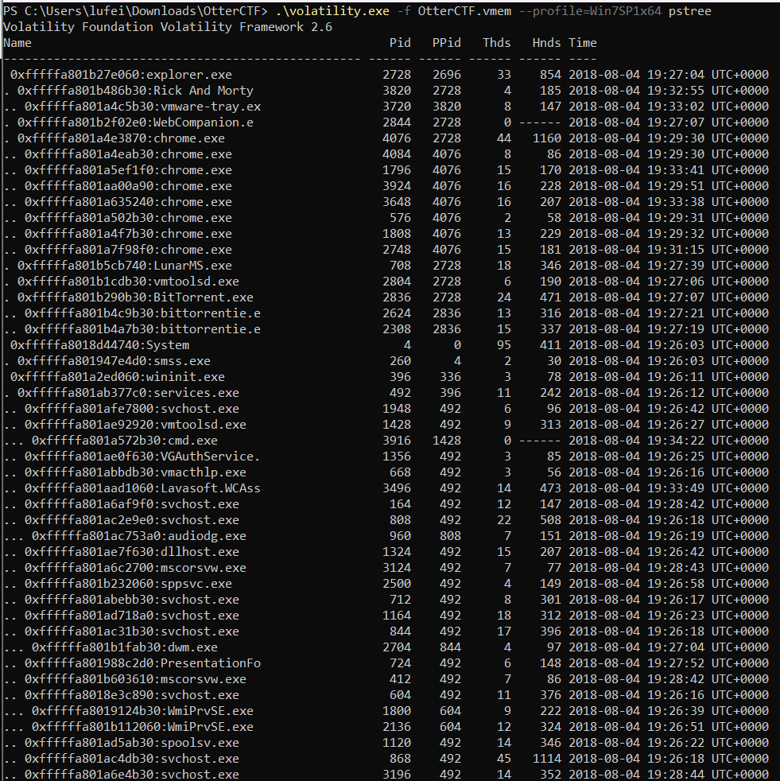 PS C:\Users\lufei\Downloads\OtterCTF> .\volatility.exe -f OtterCTF.vmem --profile=Win7SP1x64 pstree
Volatility Foundation Volatility Framework 2.6
Name Pid PPid Thds Hnds Time
-------------------------------------------------- ------ ------ ------ ------ ----
0xfffffa801b27e060:explorer.exe 2728 2696 33 854 2018-08-04 19:27:04 UTC+0000
. 0xfffffa801b486b30:Rick And Morty 3820 2728 4 185 2018-08-04 19:32:55 UTC+0000
.. 0xfffffa801a4c5b30:vmware-tray.ex 3720 3820 8 147 2018-08-04 19:33:02 UTC+0000
. 0xfffffa801b2f02e0:WebCompanion.e 2844 2728 0 ------ 2018-08-04 19:27:07 UTC+0000
. 0xfffffa801a4e3870:chrome.exe 4076 2728 44 1160 2018-08-04 19:29:30 UTC+0000
.. 0xfffffa801a4eab30:chrome.exe 4084 4076 8 86 2018-08-04 19:29:30 UTC+0000
.. 0xfffffa801a5ef1f0:chrome.exe 1796 4076 15 170 2018-08-04 19:33:41 UTC+0000
.. 0xfffffa801aa00a90:chrome.exe 3924 4076 16 228 2018-08-04 19:29:51 UTC+0000
.. 0xfffffa801a635240:chrome.exe 3648 4076 16 207 2018-08-04 19:33:38 UTC+0000
.. 0xfffffa801a502b30:chrome.exe 576 4076 2 58 2018-08-04 19:29:31 UTC+0000
.. 0xfffffa801a4f7b30:chrome.exe 1808 4076 13 229 2018-08-04 19:29:32 UTC+0000
.. 0xfffffa801a7f98f0:chrome.exe 2748 4076 15 181 2018-08-04 19:31:15 UTC+0000
. 0xfffffa801b5cb740:LunarMS.exe 708 2728 18 346 2018-08-04 19:27:39 UTC+0000
. 0xfffffa801b1cdb30:vmtoolsd.exe 2804 2728 6 190 2018-08-04 19:27:06 UTC+0000
. 0xfffffa801b290b30:BitTorrent.exe 2836 2728 24 471 2018-08-04 19:27:07 UTC+0000
.. 0xfffffa801b4c9b30:bittorrentie.e 2624 2836 13 316 2018-08-04 19:27:21 UTC+0000
.. 0xfffffa801b4a7b30:bittorrentie.e 2308 2836 15 337 2018-08-04 19:27:19 UTC+0000
0xfffffa8018d44740:System 4 0 95 411 2018-08-04 19:26:03 UTC+0000
. 0xfffffa801947e4d0:smss.exe 260 4 2 30 2018-08-04 19:26:03 UTC+0000
0xfffffa801a2ed060:wininit.exe 396 336 3 78 2018-08-04 19:26:11 UTC+0000
. 0xfffffa801ab377c0:services.exe 492 396 11 242 2018-08-04 19:26:12 UTC+0000
.. 0xfffffa801afe7800:svchost.exe 1948 492 6 96 2018-08-04 19:26:42 UTC+0000
.. 0xfffffa801ae92920:vmtoolsd.exe 1428 492 9 313 2018-08-04 19:26:27 UTC+0000
... 0xfffffa801a572b30:cmd.exe 3916 1428 0 ------ 2018-08-04 19:34:22 UTC+0000
.. 0xfffffa801ae0f630:VGAuthService. 1356 492 3 85 2018-08-04 19:26:25 UTC+0000
.. 0xfffffa801abbdb30:vmacthlp.exe 668 492 3 56 2018-08-04 19:26:16 UTC+0000
.. 0xfffffa801aad1060:Lavasoft.WCAss 3496 492 14 473 2018-08-04 19:33:49 UTC+0000
.. 0xfffffa801a6af9f0:svchost.exe 164 492 12 147 2018-08-04 19:28:42 UTC+0000
.. 0xfffffa801ac2e9e0:svchost.exe 808 492 22 508 2018-08-04 19:26:18 UTC+0000
... 0xfffffa801ac753a0:audiodg.exe 960 808 7 151 2018-08-04 19:26:19 UTC+0000
.. 0xfffffa801ae7f630:dllhost.exe 1324 492 15 207 2018-08-04 19:26:42 UTC+0000
.. 0xfffffa801a6c2700:mscorsvw.exe 3124 492 7 77 2018-08-04 19:28:43 UTC+0000
.. 0xfffffa801b232060:sppsvc.exe 2500 492 4 149 2018-08-04 19:26:58 UTC+0000
.. 0xfffffa801abebb30:svchost.exe 712 492 8 301 2018-08-04 19:26:17 UTC+0000
.. 0xfffffa801ad718a0:svchost.exe 1164 492 18 312 2018-08-04 19:26:23 UTC+0000
.. 0xfffffa801ac31b30:svchost.exe 844 492 17 396 2018-08-04 19:26:18 UTC+0000
... 0xfffffa801b1fab30:dwm.exe 2704 844 4 97 2018-08-04 19:27:04 UTC+0000
.. 0xfffffa801988c2d0:PresentationFo 724 492 6 148 2018-08-04 19:27:52 UTC+0000
.. 0xfffffa801b603610:mscorsvw.exe 412 492 7 86 2018-08-04 19:28:42 UTC+0000
.. 0xfffffa8018e3c890:svchost.exe 604 492 11 376 2018-08-04 19:26:16 UTC+0000
... 0xfffffa8019124b30:WmiPrvSE.exe 1800 604 9 222 2018-08-04 19:26:39 UTC+0000
... 0xfffffa801b112060:WmiPrvSE.exe 2136 604 12 324 2018-08-04 19:26:51 UTC+0000
.. 0xfffffa801ad5ab30:spoolsv.exe 1120 492 14 346 2018-08-04 19:26:22 UTC+0000
.. 0xfffffa801ac4db30:svchost.exe 868 492 45 1114 2018-08-04 19:26:18 UTC+0000
.. 0xfffffa801a6e4b30:svchost.exe 3196 492 14 352 2018-08-04 19:28:44 UTC+0000